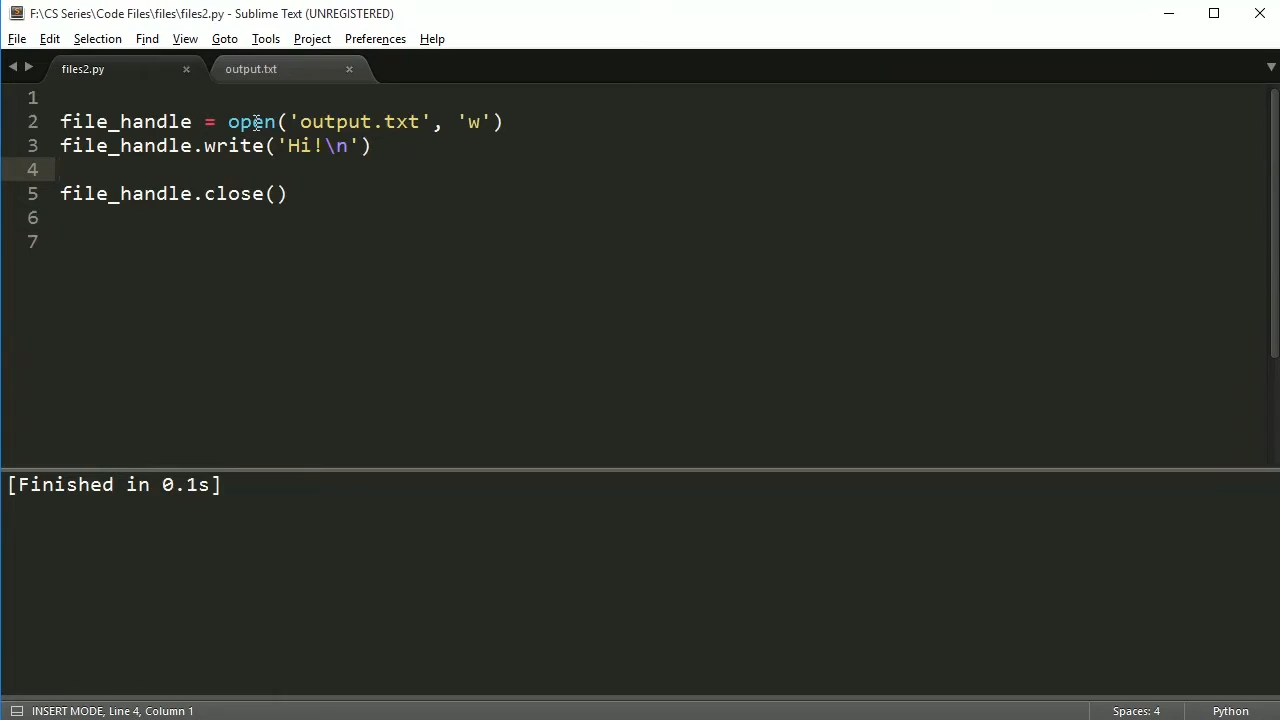 F:\CS Series\Code Files\files\files2.py - Sublime Text (UNREGISTERED)
File Edit Selection Find View Goto Tools Project Preferences Help
files2.py × output.txt ×
1
2 file_handle = open('output.txt', 'w')
3 file_handle.write('Hi!\n')
4
5 file_handle.close()
6
7
[Finished in 0.1s]
INSERT MODE, Line 4, Column 1 Spaces: 4 Python